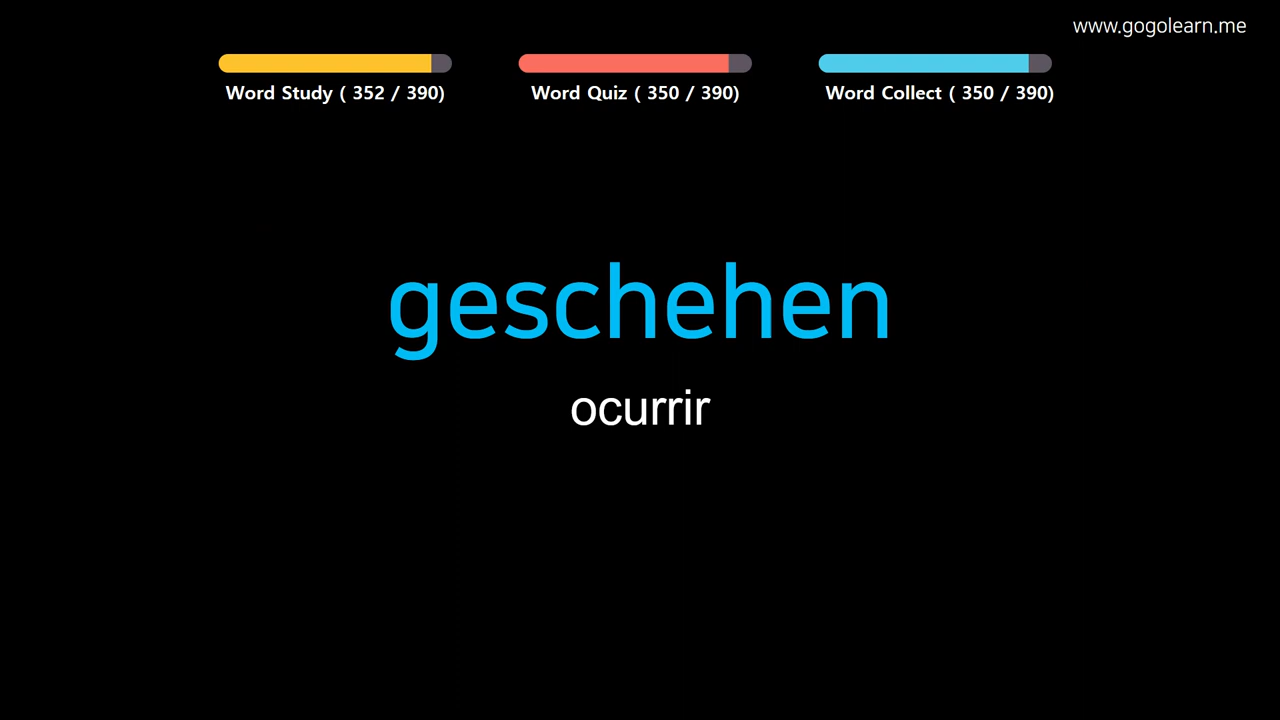 www.gogolearn.me
Word Study ( 352 / 390)
Word Quiz ( 350 / 390)
Word Collect ( 350 / 390)
geschehen
ocurrir